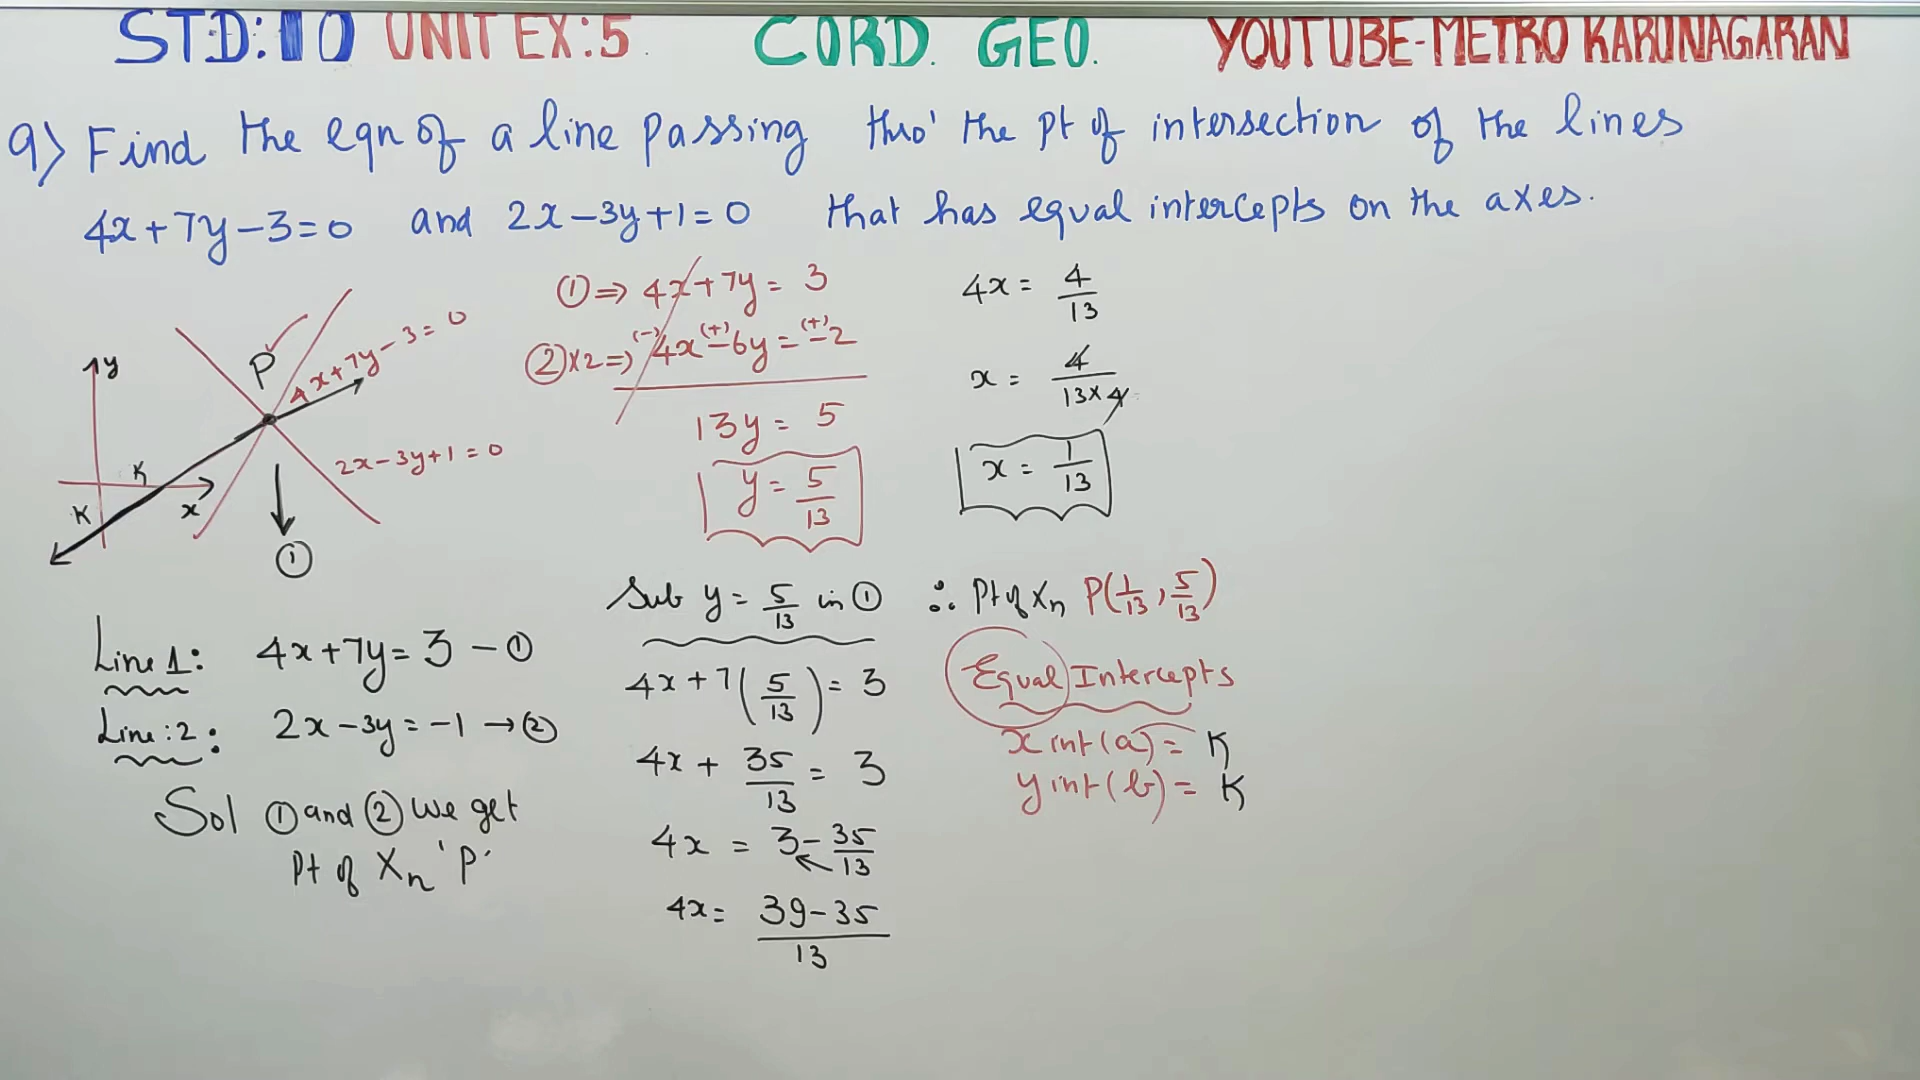 STD:10 UNIT EX:5. CORD. GEO. YOUTUBE-METRO KARUNAGARAN
9) Find the eqn of a line passing thro' the pt of intersection of the lines
4x+7y-3=0 and 2x-3y+1=0 that has equal intercepts on the axes.
y
P
4x+7y-3=0
2x-3y+1=0
K
K
x
①
Line 1: 4x+7y=3 - ①
Line:2: 2x-3y=-1 → ②
Sol ① and ② we get
Pt of Xn 'P'
① ⇒ 4x+7y = 3
②×2 ⇒ (-) 4x (+) -6y = (+) -2
13y = 5
y = 5/13
Sub y = 5/13 in ①
4x+7(5/13) = 3
4x + 35/13 = 3
4x = 3 - 35/13
4x = 39-35/13
4x = 4/13
x = 4/13×4
x = 1/13
∴ Pt of Xn P(1/13, 5/13)
Equal Intercepts
x int(a) = K
y int(b) = K